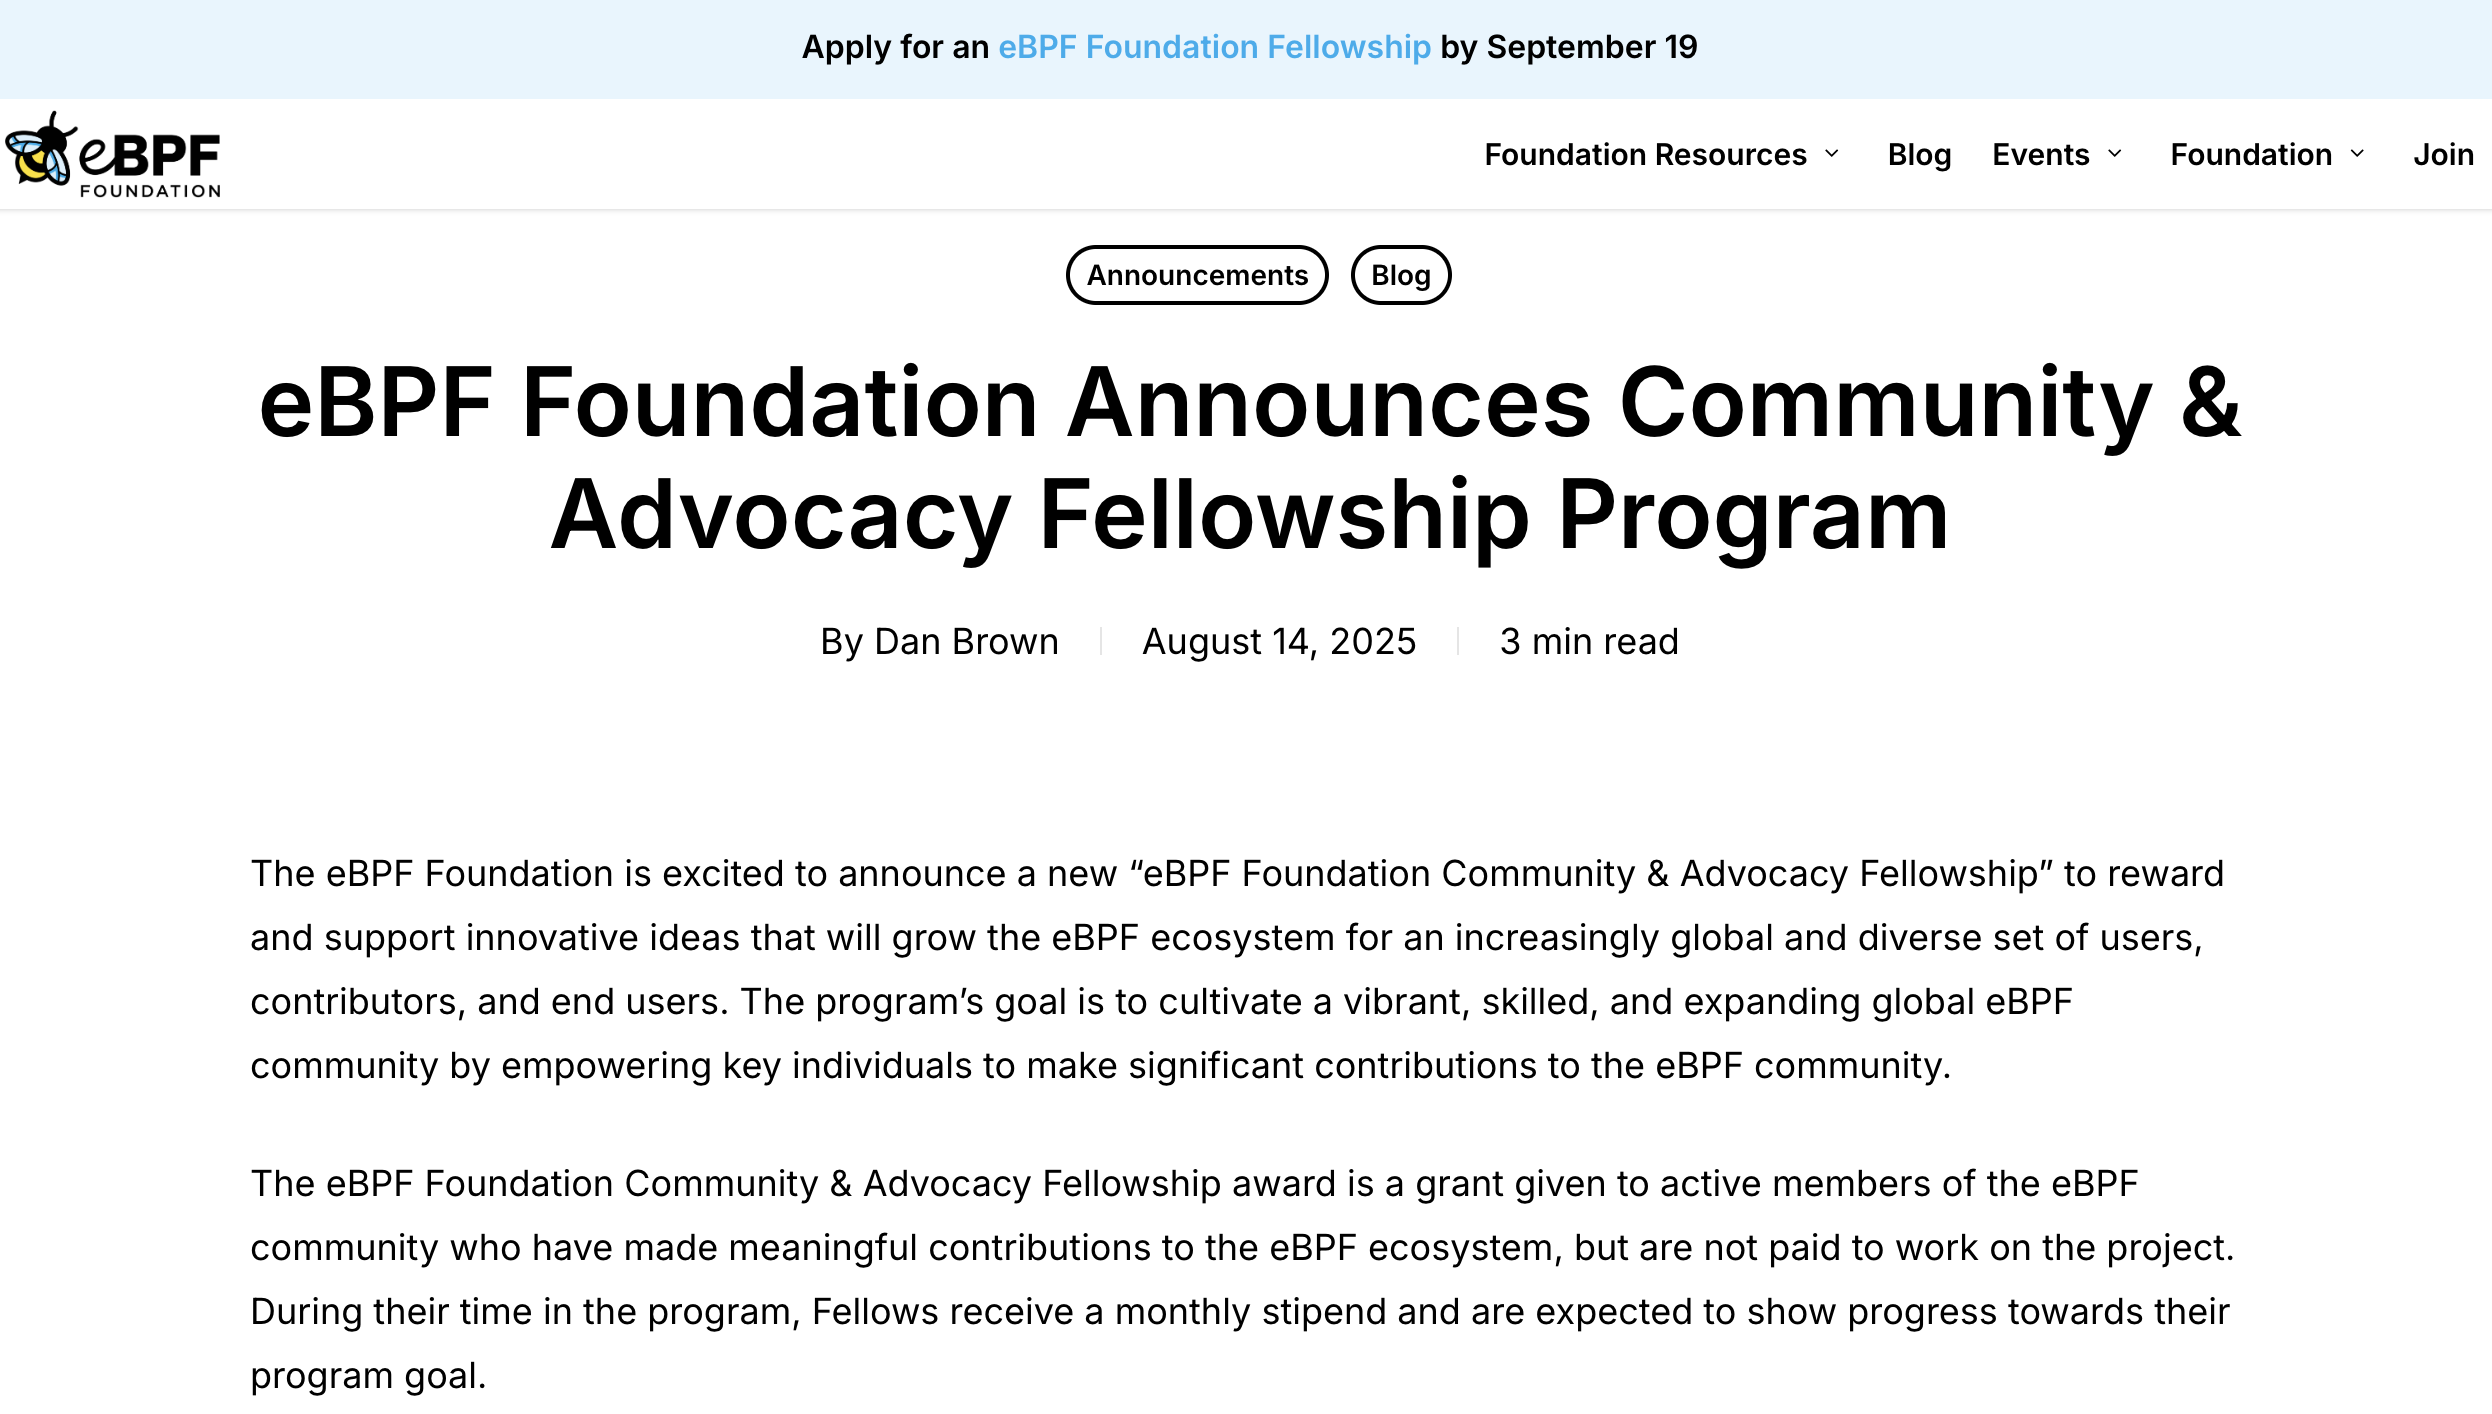 Apply for an eBPF Foundation Fellowship by September 19
eBPF
FOUNDATION
Foundation Resources
Blog
Events
Foundation
Join
Announcements
Blog
eBPF Foundation Announces Community &
Advocacy Fellowship Program
By Dan Brown
August 14, 2025
3 min read
The eBPF Foundation is excited to announce a new “eBPF Foundation Community & Advocacy Fellowship” to reward
and support innovative ideas that will grow the eBPF ecosystem for an increasingly global and diverse set of users,
contributors, and end users. The program’s goal is to cultivate a vibrant, skilled, and expanding global eBPF
community by empowering key individuals to make significant contributions to the eBPF community.
The eBPF Foundation Community & Advocacy Fellowship award is a grant given to active members of the eBPF
community who have made meaningful contributions to the eBPF ecosystem, but are not paid to work on the project.
During their time in the program, Fellows receive a monthly stipend and are expected to show progress towards their
program goal.